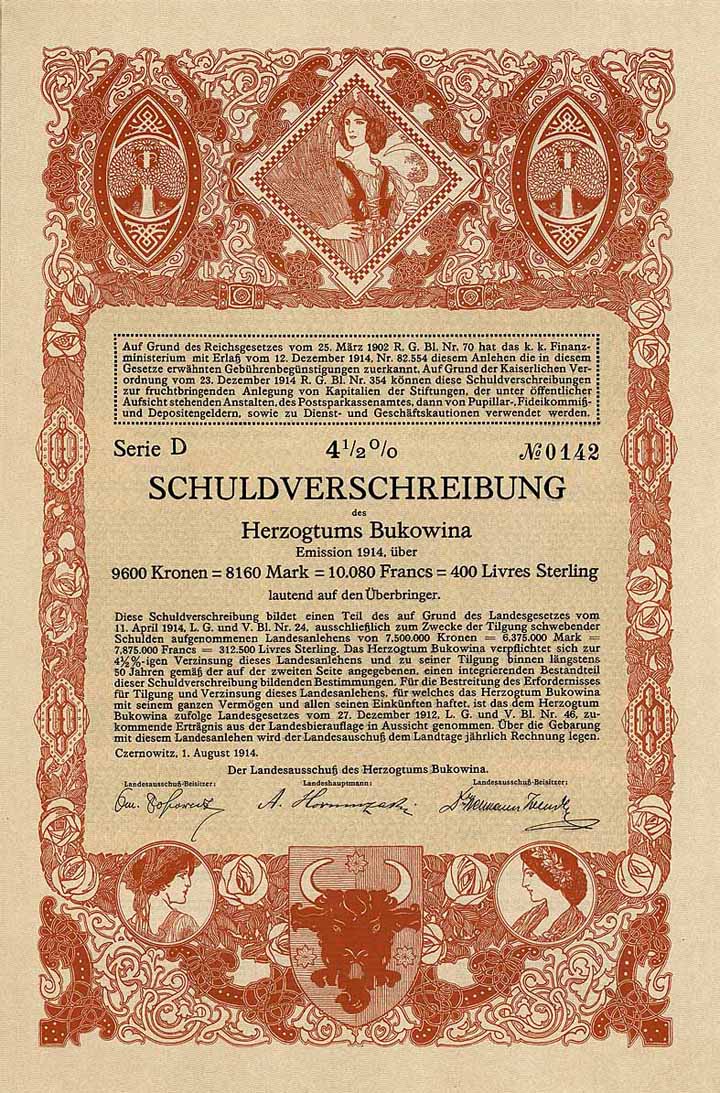 Auf Grund des Reichsgesetzes vom 25. März 1902 R. G. Bl. Nr. 70 hat das k. k. Finanz-
ministerium mit Erlaß vom 12. Dezember 1914, Nr. 82.554 diesem Anlehen die in diesem
Gesetze erwähnten Gebührenbegünstigungen zuerkannt. Auf Grund der Kaiserlichen Ver-
ordnung vom 23. Dezember 1914 R. G. Bl. Nr. 354 können diese Schuldverschreibungen
zur fruchtbringenden Anlegung von Kapitalien der Stiftungen, der unter öffentlicher
Aufsicht stehenden Anstalten, des Postsparkassenamtes, dann von Pupillar-, Fideikommiß-
und Depositengeldern, sowie zu Dienst- und Geschäftskautionen verwendet werden.
Serie D 4½% № 0142
SCHULDVERSCHREIBUNG
des
Herzogtums Bukowina
Emission 1914, über
9600 Kronen = 8160 Mark = 10.080 Francs = 400 Livres Sterling
lautend auf den Überbringer.
Diese Schuldverschreibung bildet einen Teil des auf Grund des Landesgesetzes vom
11. April 1914, L. G. und V. Bl. Nr. 24, ausschließlich zum Zwecke der Tilgung schwebender
Schulden aufgenommenen Landesanlehens von 7,500.000 Kronen = 6,375.000 Mark =
7,875.000 Francs = 312.500 Livres Sterling. Das Herzogtum Bukowina verpflichtet sich zur
4½%-igen Verzinsung dieses Landesanlehens und zu seiner Tilgung binnen längstens
50 Jahren gemäß der auf der zweiten Seite angegebenen, einen integrierenden Bestandteil
dieser Schuldverschreibung bildenden Bestimmungen. Für die Bestreitung des Erfordernisses
für Tilgung und Verzinsung dieses Landesanlehens, für welches das Herzogtum Bukowina
mit seinem ganzen Vermögen und allen seinen Einkünften haftet, ist das dem Herzogtum
Bukowina zufolge Landesgesetzes vom 27. Dezember 1912, L. G. und V. Bl. Nr. 46, zu-
kommende Erträgnis aus der Landesbierauflage in Aussicht genommen. Über die Gebarung
mit diesem Landesanlehen wird der Landesausschuß dem Landtage jährlich Rechnung legen.
Czernowitz, 1. August 1914.
Der Landesausschuß des Herzogtums Bukowina.
Landesausschuß-Beisitzer: Landeshauptmann: Landesausschuß-Beisitzer:
A. Hormuzaki